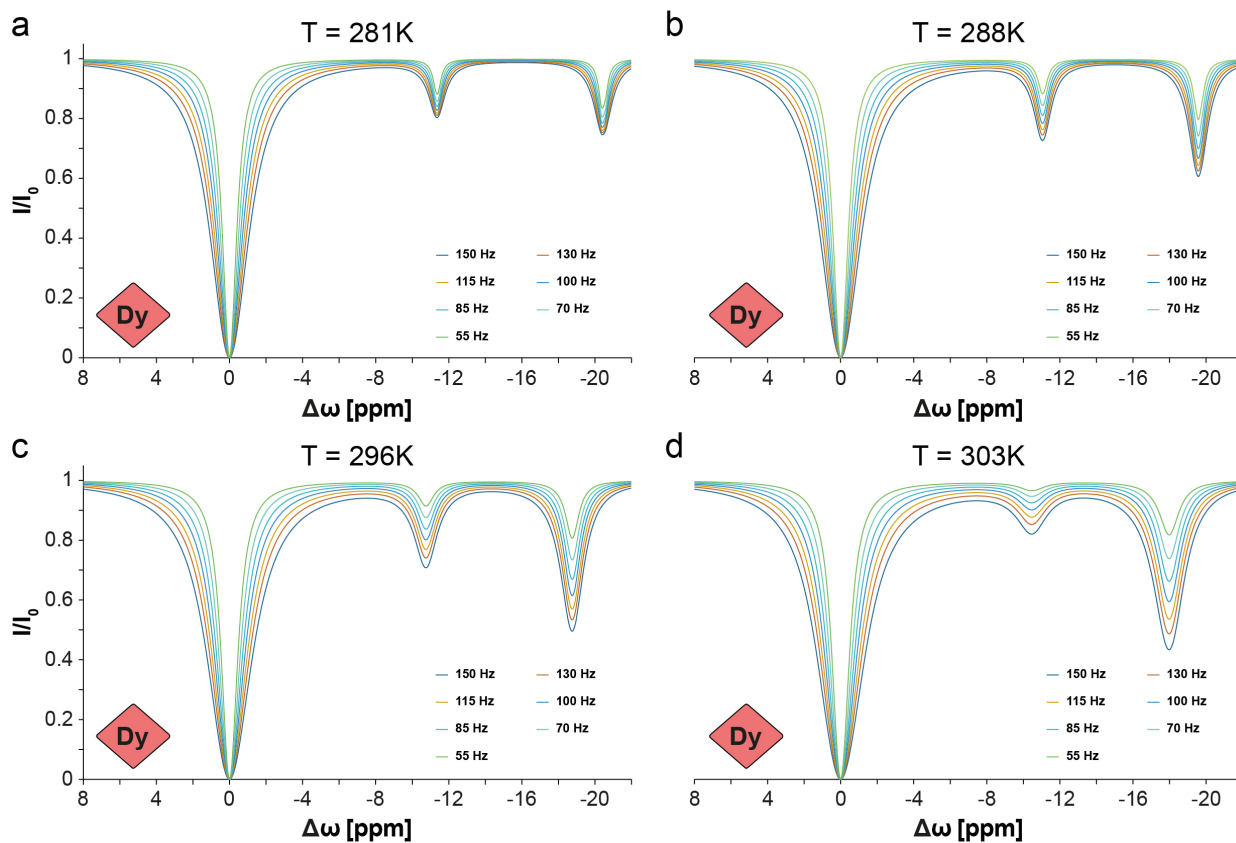 a
T = 281K
I/I0
1
0.8
0.6
0.4
0.2
0
150 Hz 130 Hz
115 Hz 100 Hz
85 Hz 70 Hz
55 Hz
Dy
8 4 0 -4 -8 -12 -16 -20
Δω [ppm]
b
T = 288K
150 Hz 130 Hz
115 Hz 100 Hz
85 Hz 70 Hz
55 Hz
Dy
8 4 0 -4 -8 -12 -16 -20
Δω [ppm]
c
T = 296K
I/I0
1
0.8
0.6
0.4
0.2
0
150 Hz 130 Hz
115 Hz 100 Hz
85 Hz 70 Hz
55 Hz
Dy
8 4 0 -4 -8 -12 -16 -20
Δω [ppm]
d
T = 303K
150 Hz 130 Hz
115 Hz 100 Hz
85 Hz 70 Hz
55 Hz
Dy
8 4 0 -4 -8 -12 -16 -20
Δω [ppm]